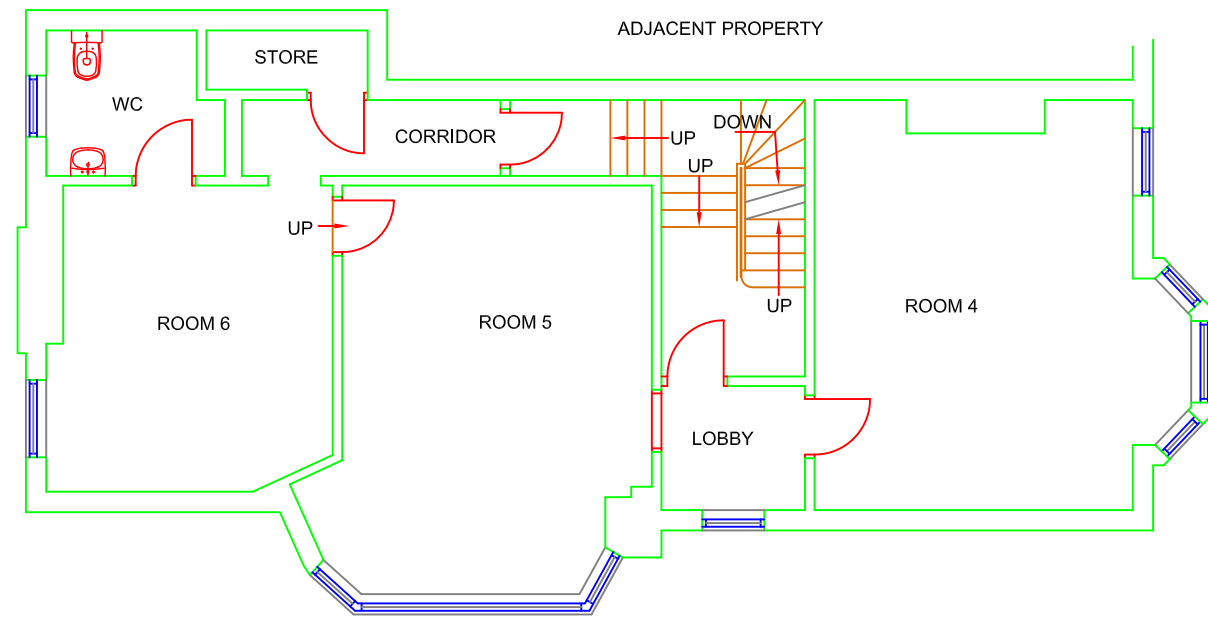 ADJACENT PROPERTY
STORE
WC
CORRIDOR
UP
DOWN
UP
UP
UP
ROOM 6
ROOM 5
ROOM 4
LOBBY